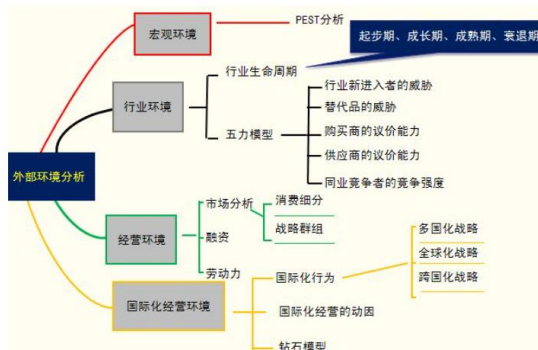 PEST分析
宏观环境
起步期、成长期、成熟期、衰退期
行业生命周期
行业环境
行业新进入者的威胁
替代品的威胁
五力模型
购买商的议价能力
供应商的议价能力
同业竞争者的竞争强度
外部环境分析
市场分析
消费细分
战略群组
经营环境
融资
劳动力
多国化战略
全球化战略
跨国化战略
国际化行为
国际化经营环境
国际化经营的动因
钻石模型